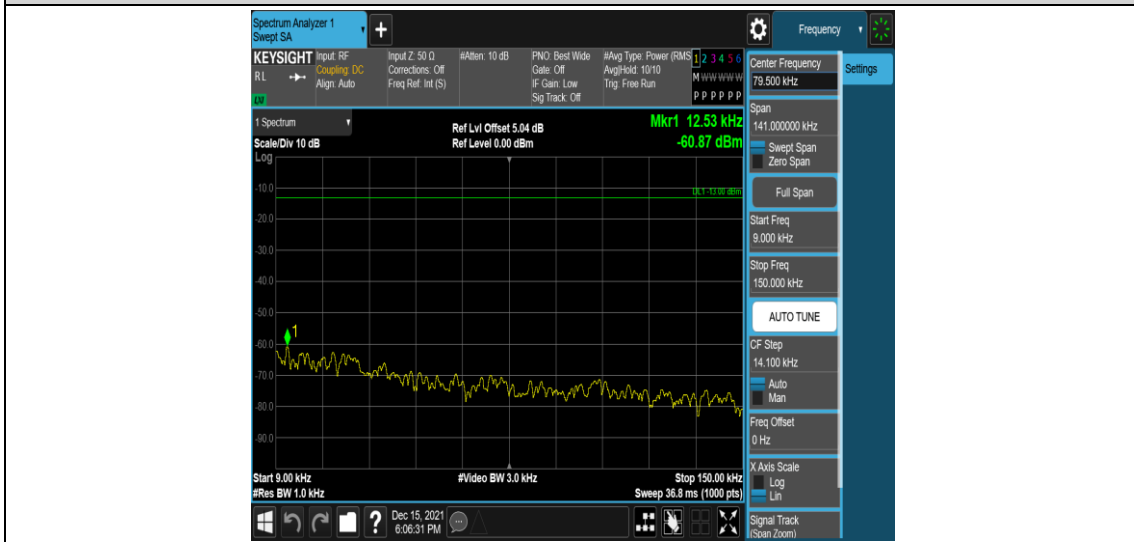 Spectrum Analyzer 1
Swept SA
+
Frequency
KEYSIGHT
R L
Input: RF
Coupling: DC
Align: Auto
Input Z: 50 Ω
Corrections: Off
Freq Ref: Int (S)
#Atten: 10 dB
PNO: Best Wide
Gate: Off
IF Gain: Low
Sig Track: Off
#Avg Type: Power (RMS
Avg|Hold: 10/10
Trig: Free Run
1 2 3 4 5 6
M W W W W W
P P P P P P
1 Spectrum
Scale/Div 10 dB
Log
Ref Lvl Offset 5.04 dB
Ref Level 0.00 dBm
Mkr1 12.53 kHz
-60.87 dBm
-10.0
DL1 -13.00 dBm
-20.0
-30.0
-40.0
-50.0
1
-60.0
-70.0
-80.0
-90.0
Start 9.00 kHz
#Res BW 1.0 kHz
#Video BW 3.0 kHz
Stop 150.00 kHz
Sweep 36.8 ms (1000 pts)
?
Dec 15, 2021
6:06:31 PM
Center Frequency
79.500 kHz
Settings
Span
141.000000 kHz
Swept Span
Zero Span
Full Span
Start Freq
9.000 kHz
Stop Freq
150.000 kHz
AUTO TUNE
CF Step
14.100 kHz
Auto
Man
Freq Offset
0 Hz
X Axis Scale
Log
Lin
Signal Track
(Span Zoom)